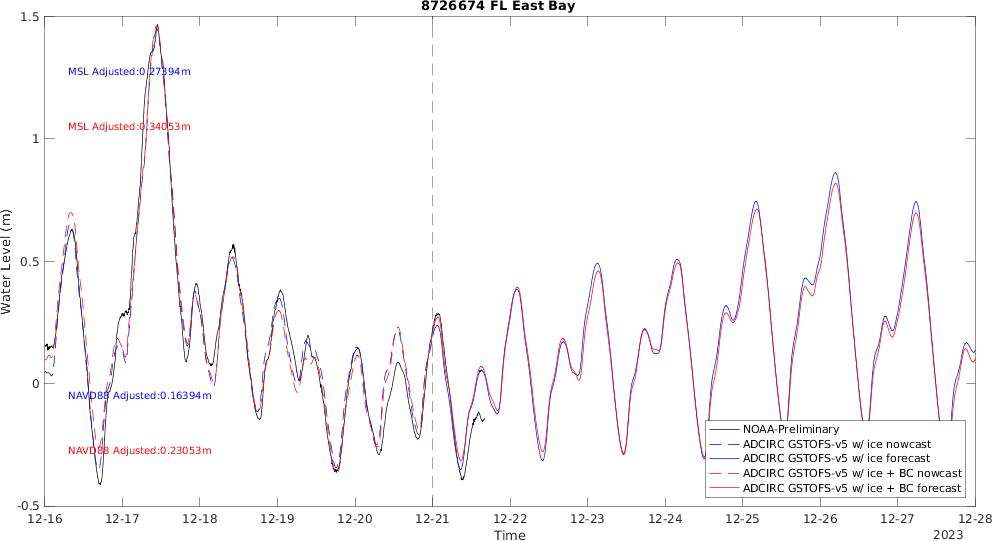 8726674 FL East Bay
1.5
MSL Adjusted:0.27394m
MSL Adjusted:0.34053m
1
0.5
Water Level (m)
0
NAVD88 Adjusted:0.16394m
NAVD88 Adjusted:0.23053m
NOAA-Preliminary
ADCIRC GSTOFS-v5 w/ ice nowcast
ADCIRC GSTOFS-v5 w/ ice forecast
ADCIRC GSTOFS-v5 w/ ice + BC nowcast
ADCIRC GSTOFS-v5 w/ ice + BC forecast
-0.5
12-16 12-17 12-18 12-19 12-20 12-21 12-22 12-23 12-24 12-25 12-26 12-27 12-28
Time
2023